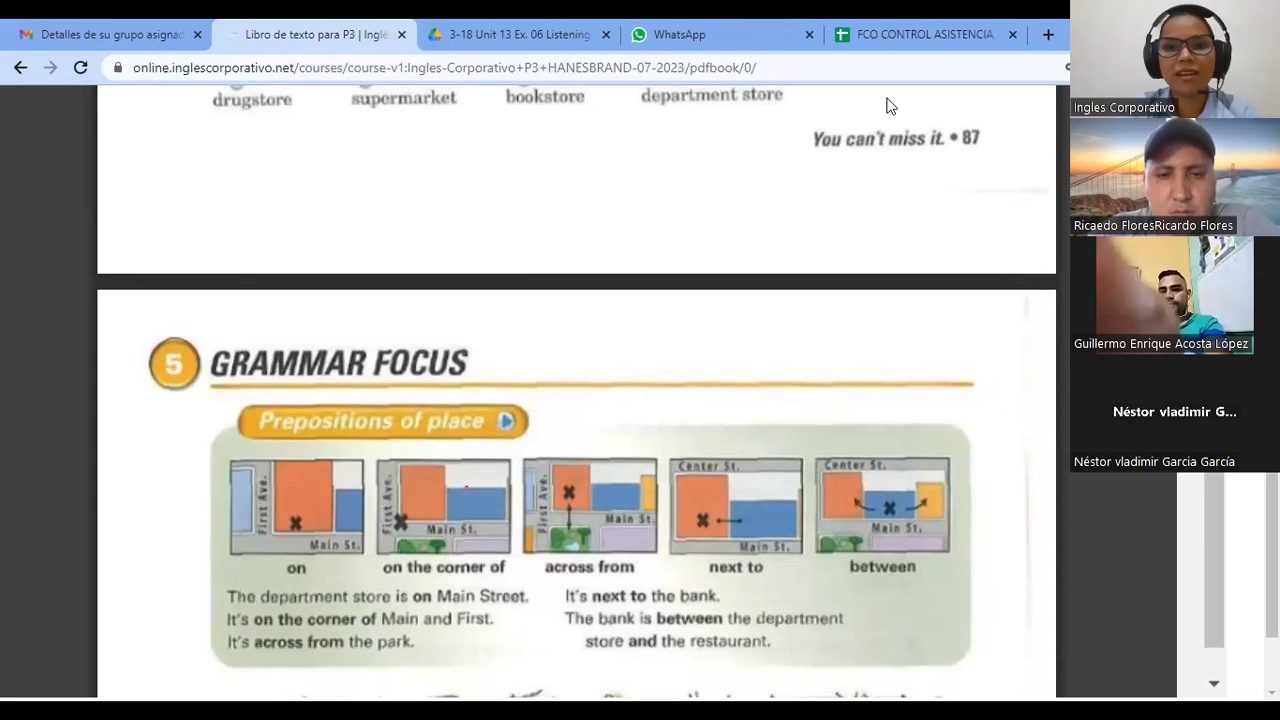 Detalles de su grupo asignad
Libro de texto para P3 | Inglé
3-18 Unit 13 Ex. 06 Listening
WhatsApp
FCO CONTROL ASISTENCIA
online.inglescorporativo.net/courses/course-v1:Ingles-Corporativo+P3+HANESBRAND-07-2023/pdfbook/0/
drugstore supermarket bookstore department store
You can't miss it. • 87
5 GRAMMAR FOCUS
Prepositions of place
First Ave.
Main St.
First Ave.
Main St.
First Ave.
Main St.
Center St.
Main St.
Center St.
Main St.
on on the corner of across from next to between
The department store is on Main Street.
It's on the corner of Main and First.
It's across from the park.
It's next to the bank.
The bank is between the department
store and the restaurant.
Ingles Corporativo
Ricaedo FloresRicardo Flores
Guillermo Enrique Acosta López
Néstor vladimir G...
Néstor vladimir Garcia García